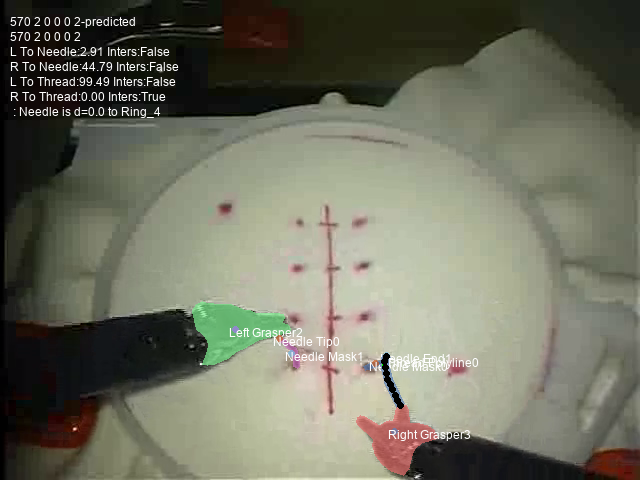 570 2 0 0 0 2-predicted
570 2 0 0 0 2
L To Needle:2.91 Inters:False
R To Needle:44.79 Inters:False
L To Thread:99.49 Inters:False
R To Thread:0.00 Inters:True
: Needle is d=0.0 to Ring_4
Left Grasper2
Needle Tip0
Needle Mask1
Needle End1
Needle Mask0
Right Grasper3